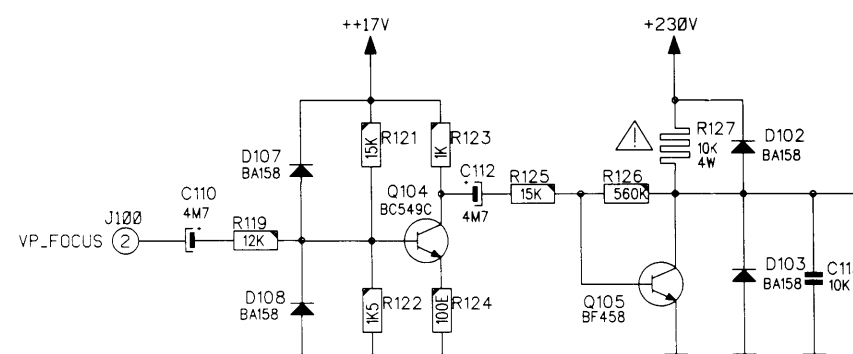 ++17V
+230V
D107
BA158
R121
15K
R123
1K
R127
10K
4W
D102
BA158
C110
4M7
J100
VP_FOCUS
2
R119
12K
Q104
BC549C
C112
4M7
R125
15K
R126
560K
D108
BA158
R122
1K5
R124
100E
Q105
BF458
D103
BA158
C11
10K